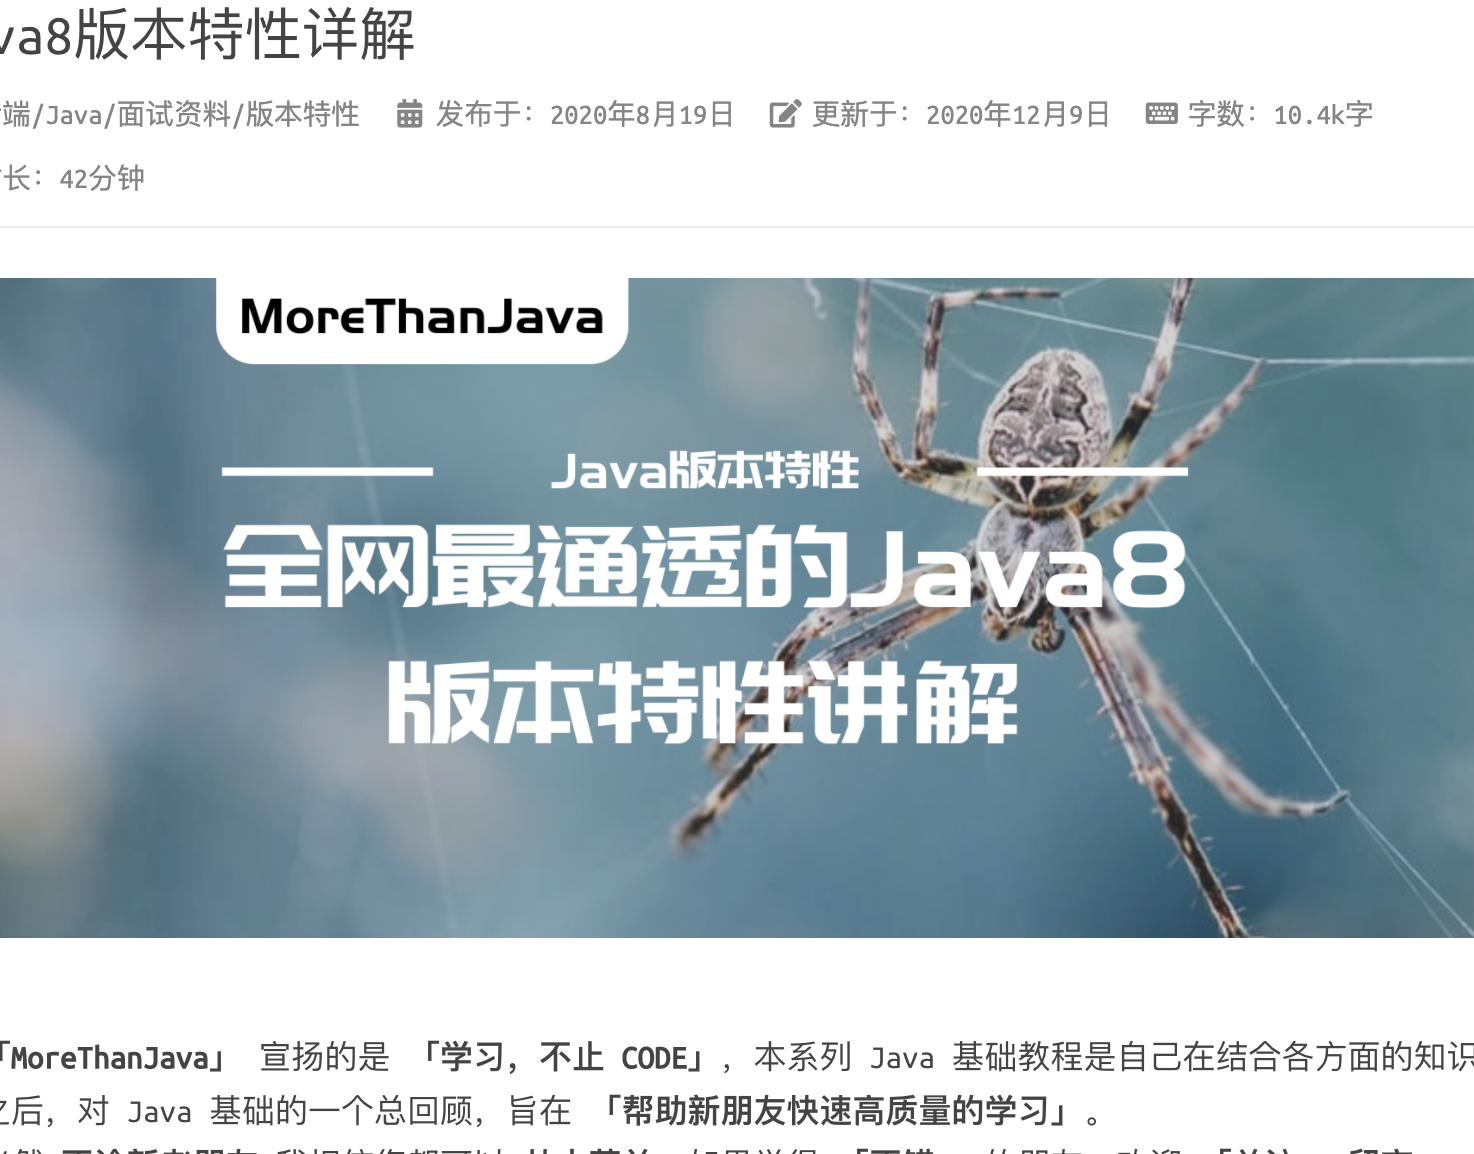 va8版本特性详解
端/Java/面试资料/版本特性 发布于：2020年8月19日 更新于：2020年12月9日 字数：10.4k字
长：42分钟
MoreThanJava
Java版本特性
全网最通透的Java8
版本特性讲解
「MoreThanJava」 宣扬的是 「学习，不止 CODE」，本系列 Java 基础教程是自己在结合各方面的知识
之后，对 Java 基础的一个总回顾，旨在 「帮助新朋友快速高质量的学习」。